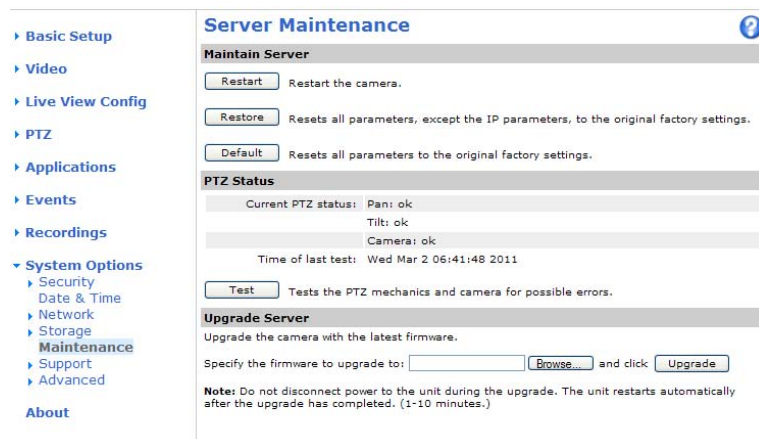 Basic Setup
Video
Live View Config
PTZ
Applications
Events
Recordings
System Options
Security
Date & Time
Network
Storage
Maintenance
Support
Advanced
About
Server Maintenance
?
Maintain Server
Restart Restart the camera.
Restore Resets all parameters, except the IP parameters, to the original factory settings.
Default Resets all parameters to the original factory settings.
PTZ Status
Current PTZ status: Pan: ok
Tilt: ok
Camera: ok
Time of last test: Wed Mar 2 06:41:48 2011
Test Tests the PTZ mechanics and camera for possible errors.
Upgrade Server
Upgrade the camera with the latest firmware.
Specify the firmware to upgrade to: Browse... and click Upgrade
Note: Do not disconnect power to the unit during the upgrade. The unit restarts automatically
after the upgrade has completed. (1-10 minutes.)